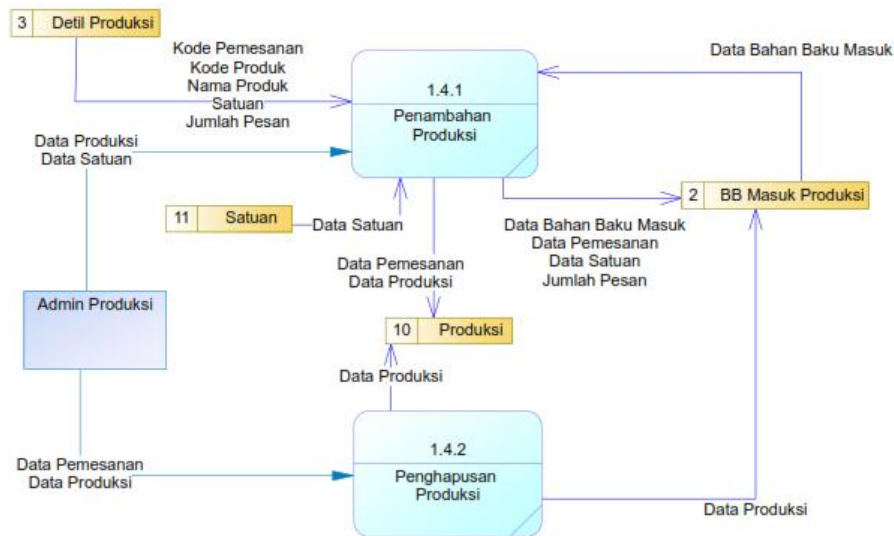 3 Detil Produksi
Kode Pemesanan
Kode Produk
Nama Produk
Satuan
Jumlah Pesan
1.4.1
Penambahan
Produksi
Data Bahan Baku Masuk
Data Produksi
Data Satuan
11 Satuan
Data Satuan
2 BB Masuk Produksi
Data Bahan Baku Masuk
Data Pemesanan
Data Satuan
Jumlah Pesan
Data Pemesanan
Data Produksi
Admin Produksi
10 Produksi
Data Produksi
1.4.2
Penghapusan
Produksi
Data Pemesanan
Data Produksi
Data Produksi